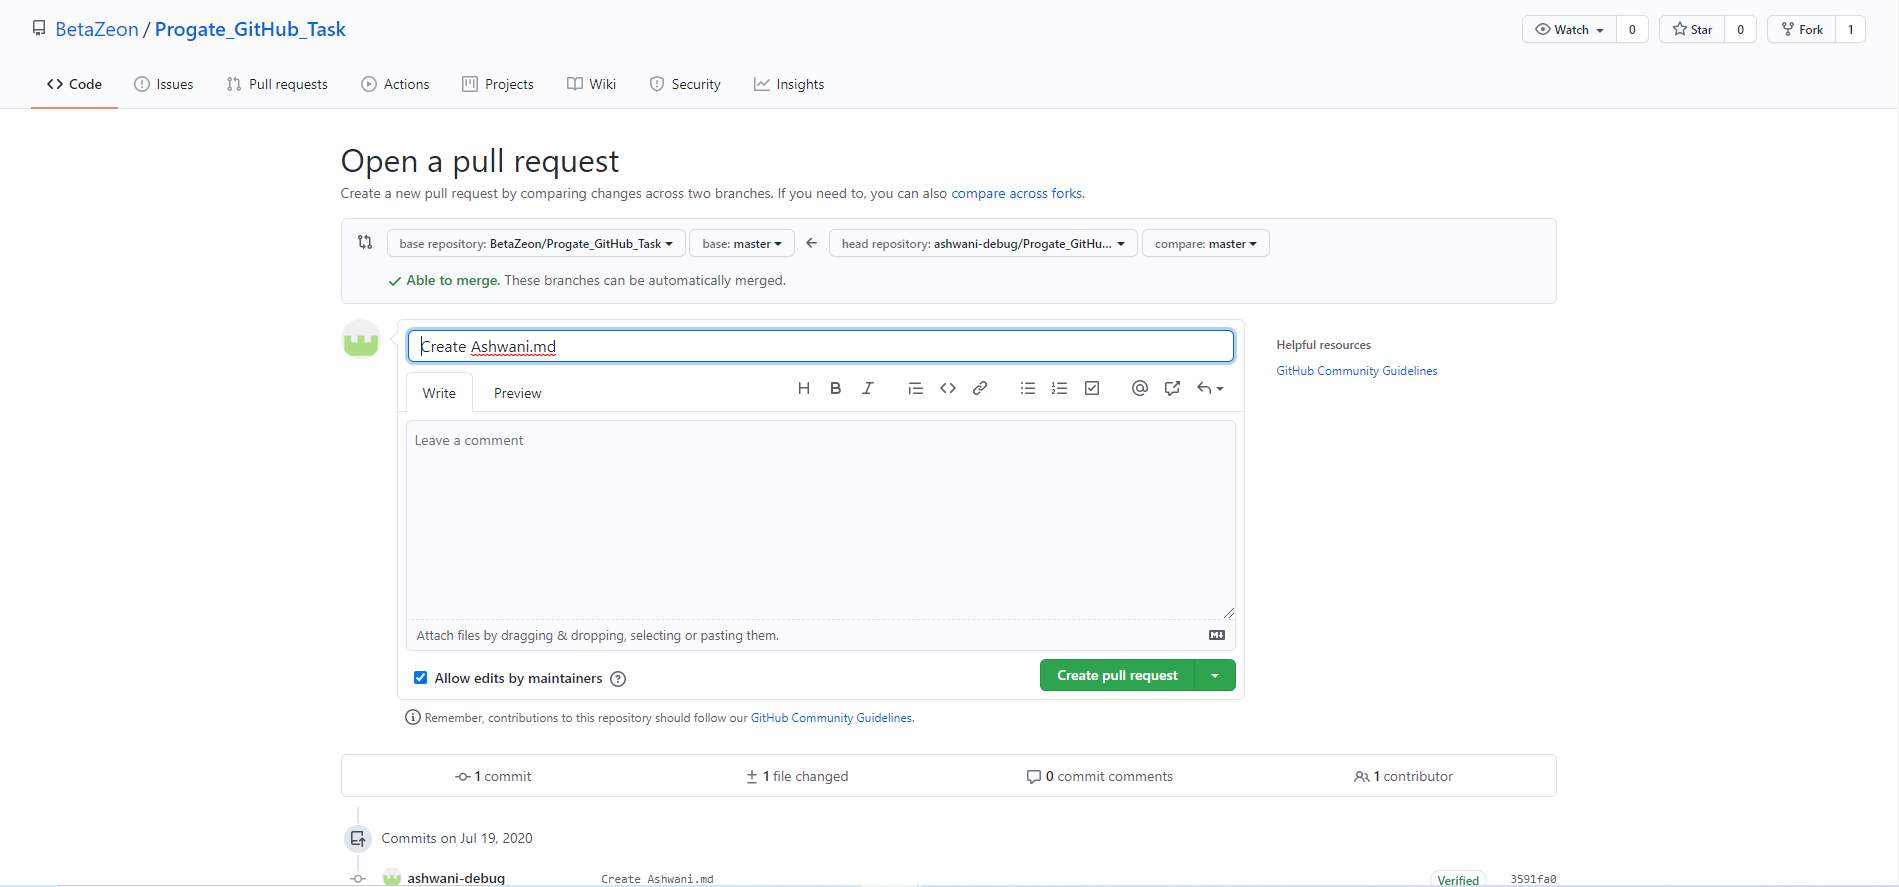 BetaZeon / Progate_GitHub_Task
Watch 0 Star 0 Fork 1
Code Issues Pull requests Actions Projects Wiki Security Insights
Open a pull request
Create a new pull request by comparing changes across two branches. If you need to, you can also compare across forks.
base repository: BetaZeon/Progate_GitHub_Task base: master ← head repository: ashwani-debug/Progate_GitHu... compare: master
Able to merge. These branches can be automatically merged.
Create Ashwani.md
Helpful resources
GitHub Community Guidelines
Write Preview
Leave a comment
Attach files by dragging & dropping, selecting or pasting them.
Allow edits by maintainers
Create pull request
Remember, contributions to this repository should follow our GitHub Community Guidelines.
1 commit 1 file changed 0 commit comments 1 contributor
Commits on Jul 19, 2020
ashwani-debug Create Ashwani.md Verified 3591fa0